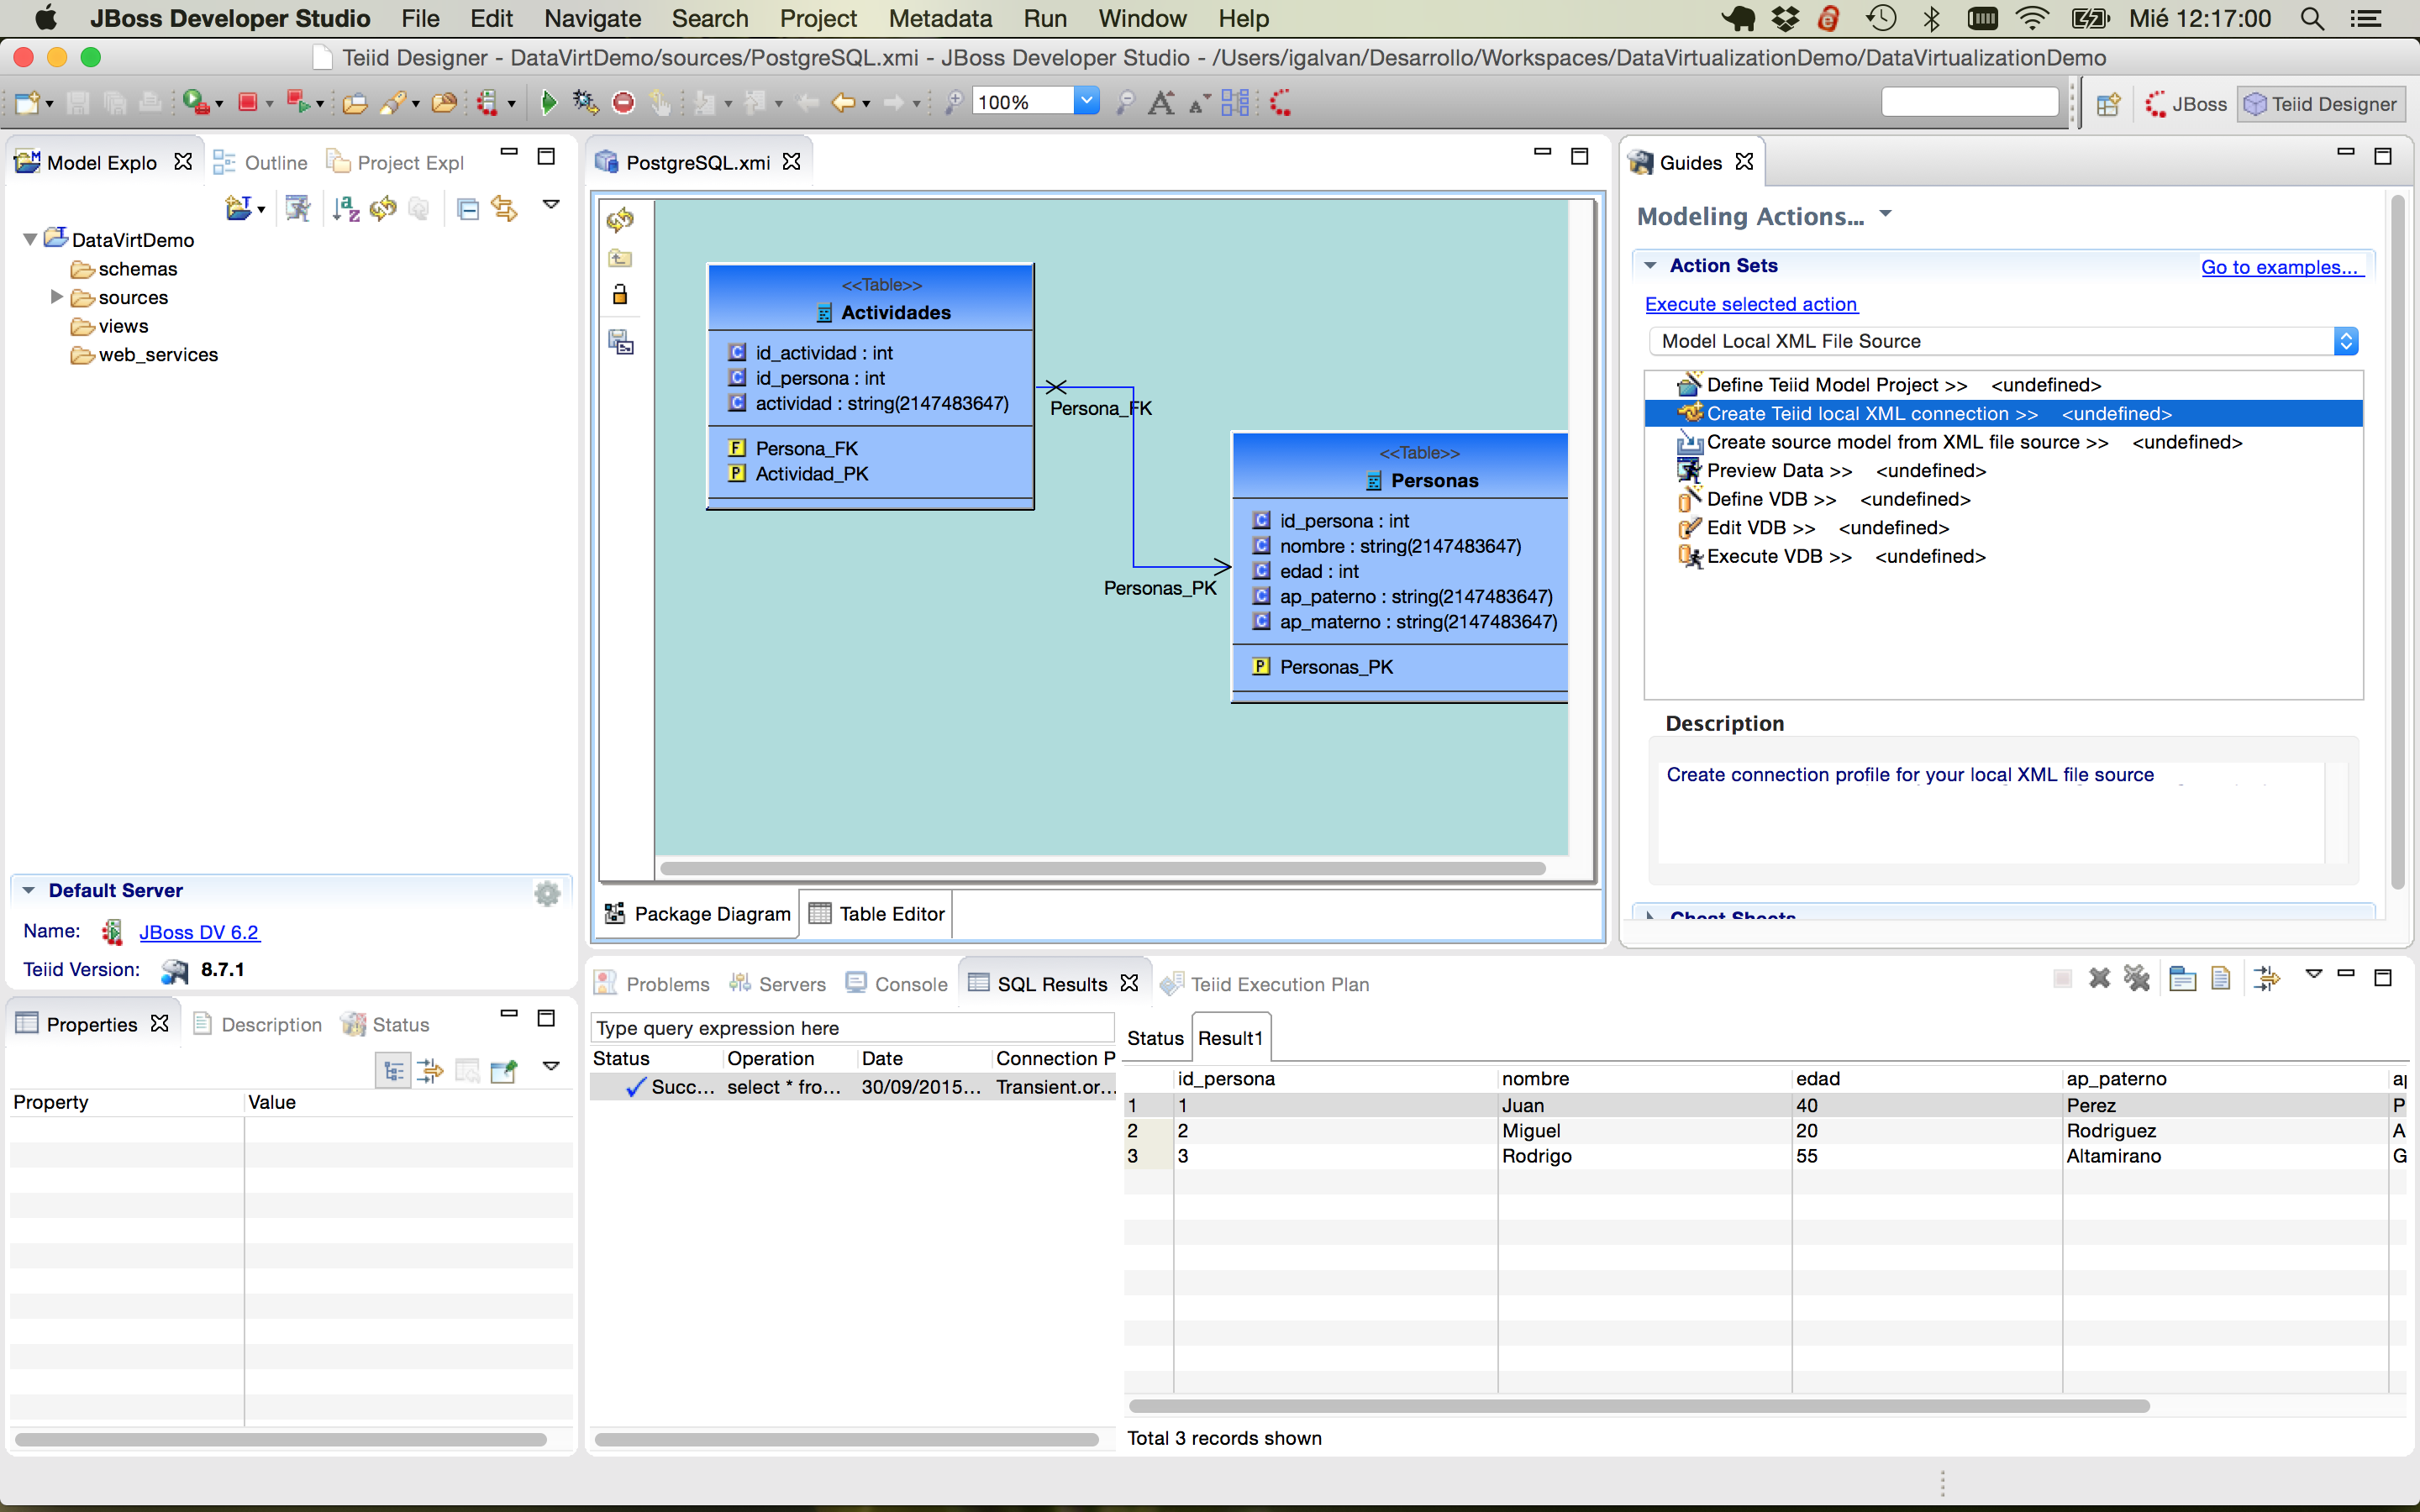 JBoss Developer Studio File Edit Navigate Search Project Metadata Run Window Help Mié 12:17:00
Teiid Designer - DataVirtDemo/sources/PostgreSQL.xmi - JBoss Developer Studio - /Users/igalvan/Desarrollo/Workspaces/DataVirtualizationDemo/DataVirtualizationDemo
100% JBoss Teiid Designer
Model Explo Outline Project Expl
DataVirtDemo
schemas
sources
views
web_services
Default Server
Name: JBoss DV 6.2
Teiid Version: 8.7.1
Properties Description Status
Property Value
PostgreSQL.xmi
<<Table>>
Actividades
id_actividad : int
id_persona : int
actividad : string(2147483647)
Persona_FK
Actividad_PK
Persona_FK
Personas_PK
<<Table>>
Personas
id_persona : int
nombre : string(2147483647)
edad : int
ap_paterno : string(2147483647)
ap_materno : string(2147483647)
Personas_PK
Package Diagram Table Editor
Guides
Modeling Actions...
Action Sets Go to examples...
Execute selected action
Model Local XML File Source
Define Teiid Model Project >> <undefined>
Create Teiid local XML connection >> <undefined>
Create source model from XML file source >> <undefined>
Preview Data >> <undefined>
Define VDB >> <undefined>
Edit VDB >> <undefined>
Execute VDB >> <undefined>
Description
Create connection profile for your local XML file source
Cheat Sheets
Problems Servers Console SQL Results Teiid Execution Plan
Type query expression here
Status Operation Date Connection P
Succ... select * fro... 30/09/2015... Transient.or...
Status Result1
id_persona nombre edad ap_paterno
1 1 Juan 40 Perez P
2 2 Miguel 20 Rodriguez A
3 3 Rodrigo 55 Altamirano G
Total 3 records shown